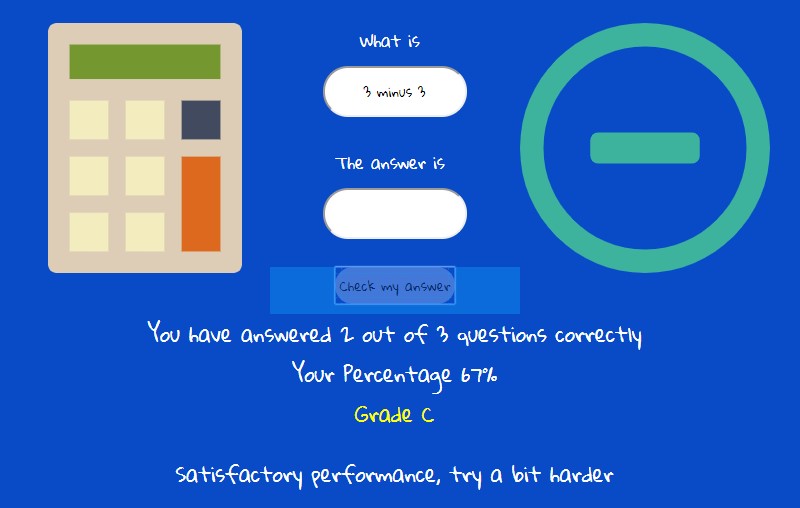 What is
3 minus 3
The answer is
Check my answer
You have answered 2 out of 3 questions correctly
Your Percentage 67%
Grade C
Satisfactory performance, try a bit harder